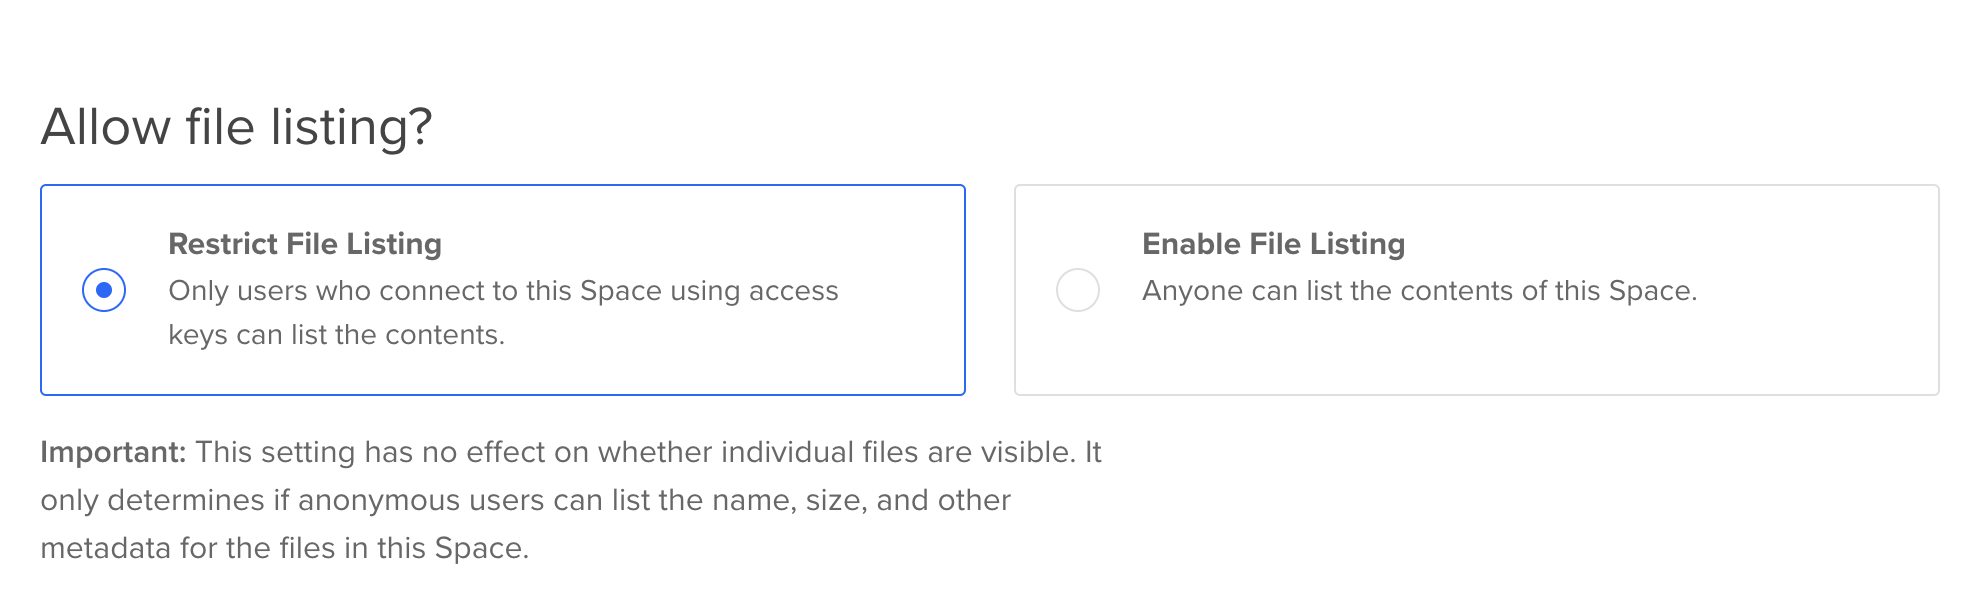 Allow file listing?
Restrict File Listing
Only users who connect to this Space using access
keys can list the contents.
Enable File Listing
Anyone can list the contents of this Space.
Important: This setting has no effect on whether individual files are visible. It
only determines if anonymous users can list the name, size, and other
metadata for the files in this Space.